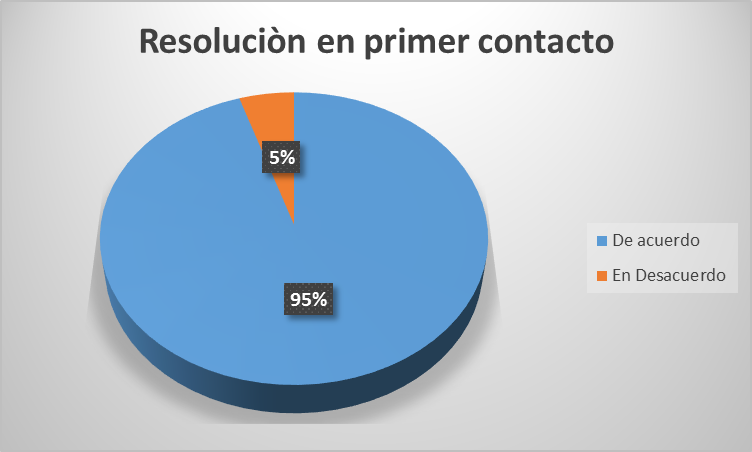 Resoluciòn en primer contacto
5%
95%
De acuerdo
En Desacuerdo